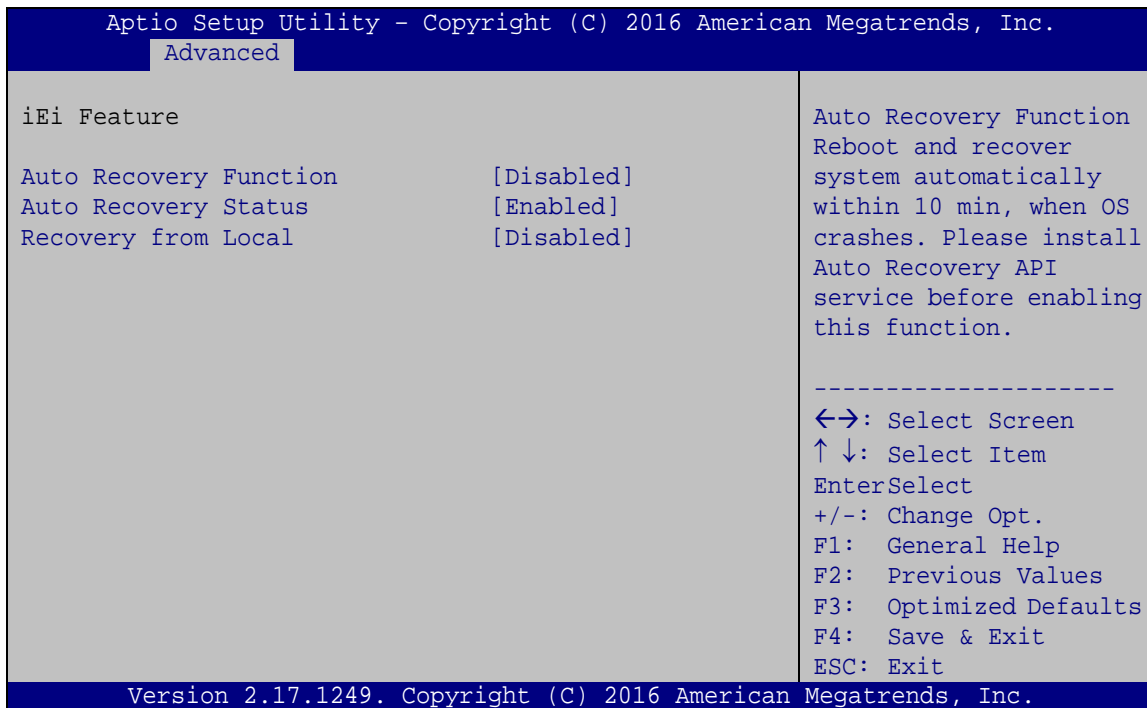 Aptio Setup Utility – Copyright (C) 2016 American Megatrends, Inc.
Advanced
iEi Feature
Auto Recovery Function [Disabled]
Auto Recovery Status [Enabled]
Recovery from Local [Disabled]
Auto Recovery Function
Reboot and recover
system automatically
within 10 min, when OS
crashes. Please install
Auto Recovery API
service before enabling
this function.
---------------------
←→: Select Screen
↑ ↓: Select Item
EnterSelect
+/-: Change Opt.
F1: General Help
F2: Previous Values
F3: Optimized Defaults
F4: Save & Exit
ESC: Exit
Version 2.17.1249. Copyright (C) 2016 American Megatrends, Inc.